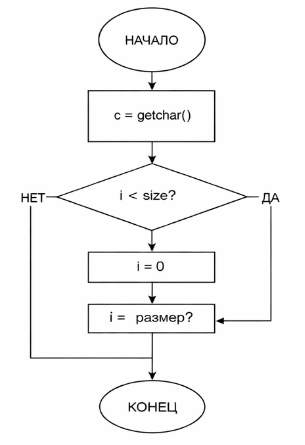 НАЧАЛО
c = getchar()
i < size?
НЕТ
ДА
i = 0
i = размер?
КОНЕЦ